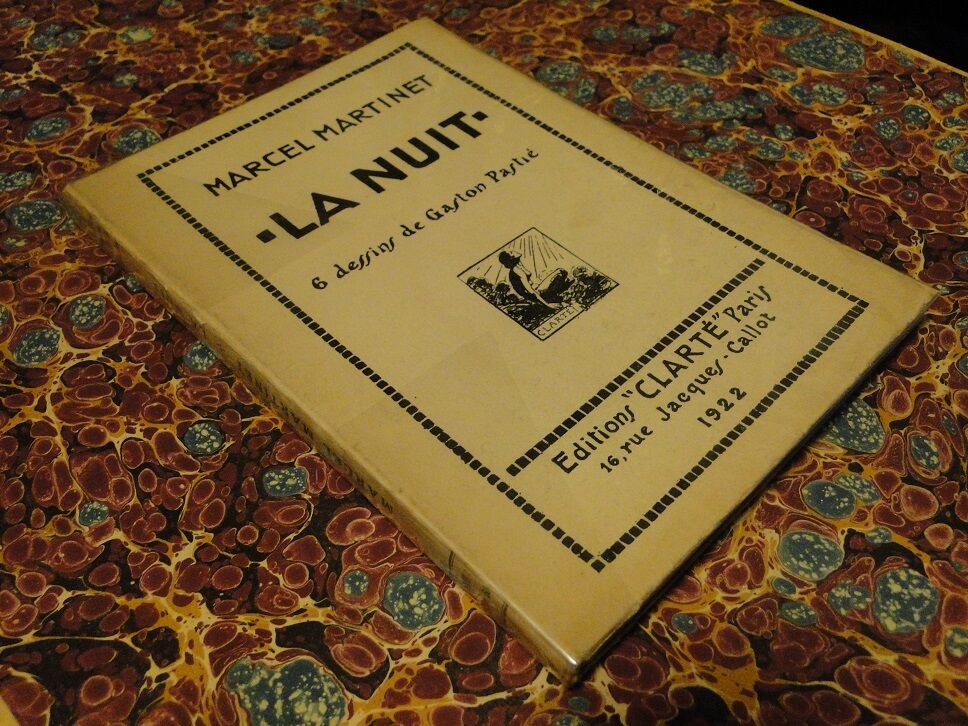 MARCEL MARTINET
·LA NUIT·
6 dessins de Gaston Pastié
CLARTÉ
Editions "CLARTÉ" Paris
16, rue Jacques-Callot
1922